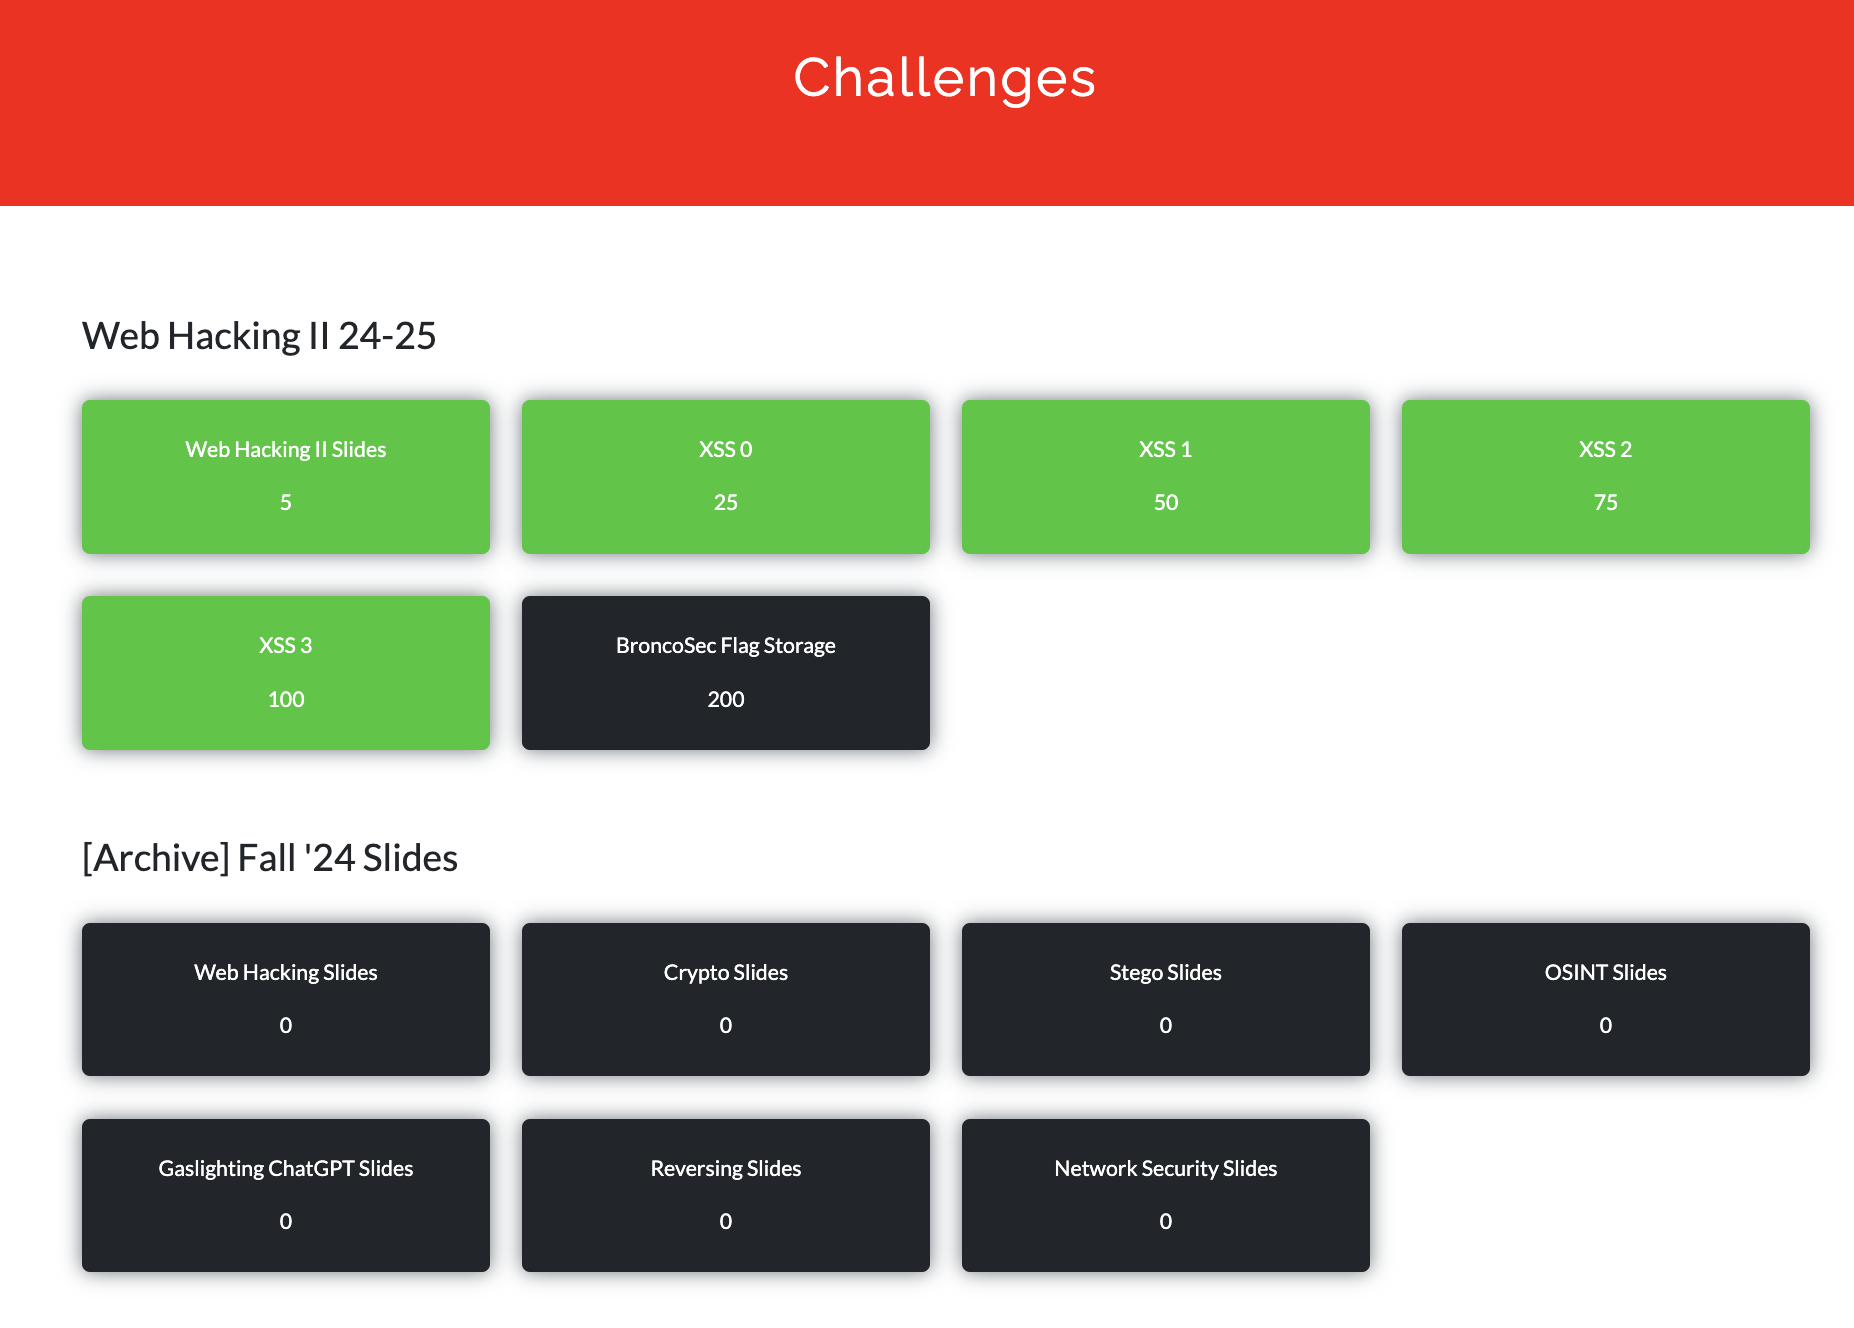 Challenges
Web Hacking II 24-25
Web Hacking II Slides
5
XSS 0
25
XSS 1
50
XSS 2
75
XSS 3
100
BroncoSec Flag Storage
200
[Archive] Fall '24 Slides
Web Hacking Slides
0
Crypto Slides
0
Stego Slides
0
OSINT Slides
0
Gaslighting ChatGPT Slides
0
Reversing Slides
0
Network Security Slides
0